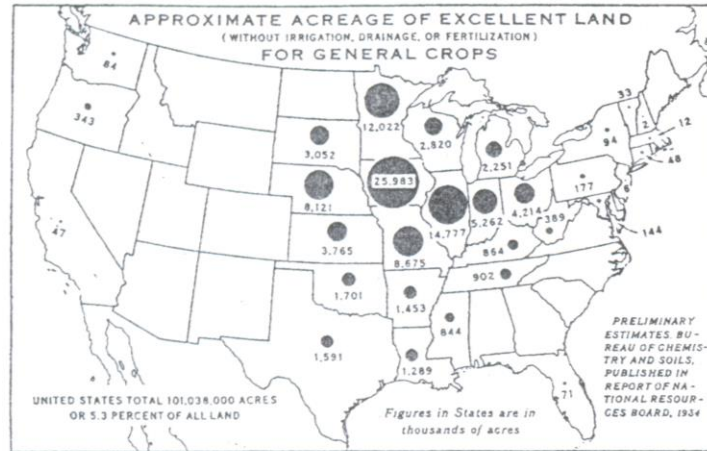 APPROXIMATE ACREAGE OF EXCELLENT LAND
(WITHOUT IRRIGATION, DRAINAGE, OR FERTILIZATION)
FOR GENERAL CROPS
84
343
47
3,052
8,121
3,765
1,701
1,591
12,022
25,983
8,675
1,453
1,289
2,820
14,777
844
2,251
5,262
4,214
864
902
389
177
94
33
2
12
48
6
144
71
PRELIMINARY
ESTIMATES, BU-
REAU OF CHEMIS-
TRY AND SOILS,
PUBLISHED IN
REPORT OF NA-
TIONAL RESOUR-
CES BOARD, 1934
UNITED STATES TOTAL 101,038,000 ACRES
OR 5.3 PERCENT OF ALL LAND
Figures in States are in
thousands of acres